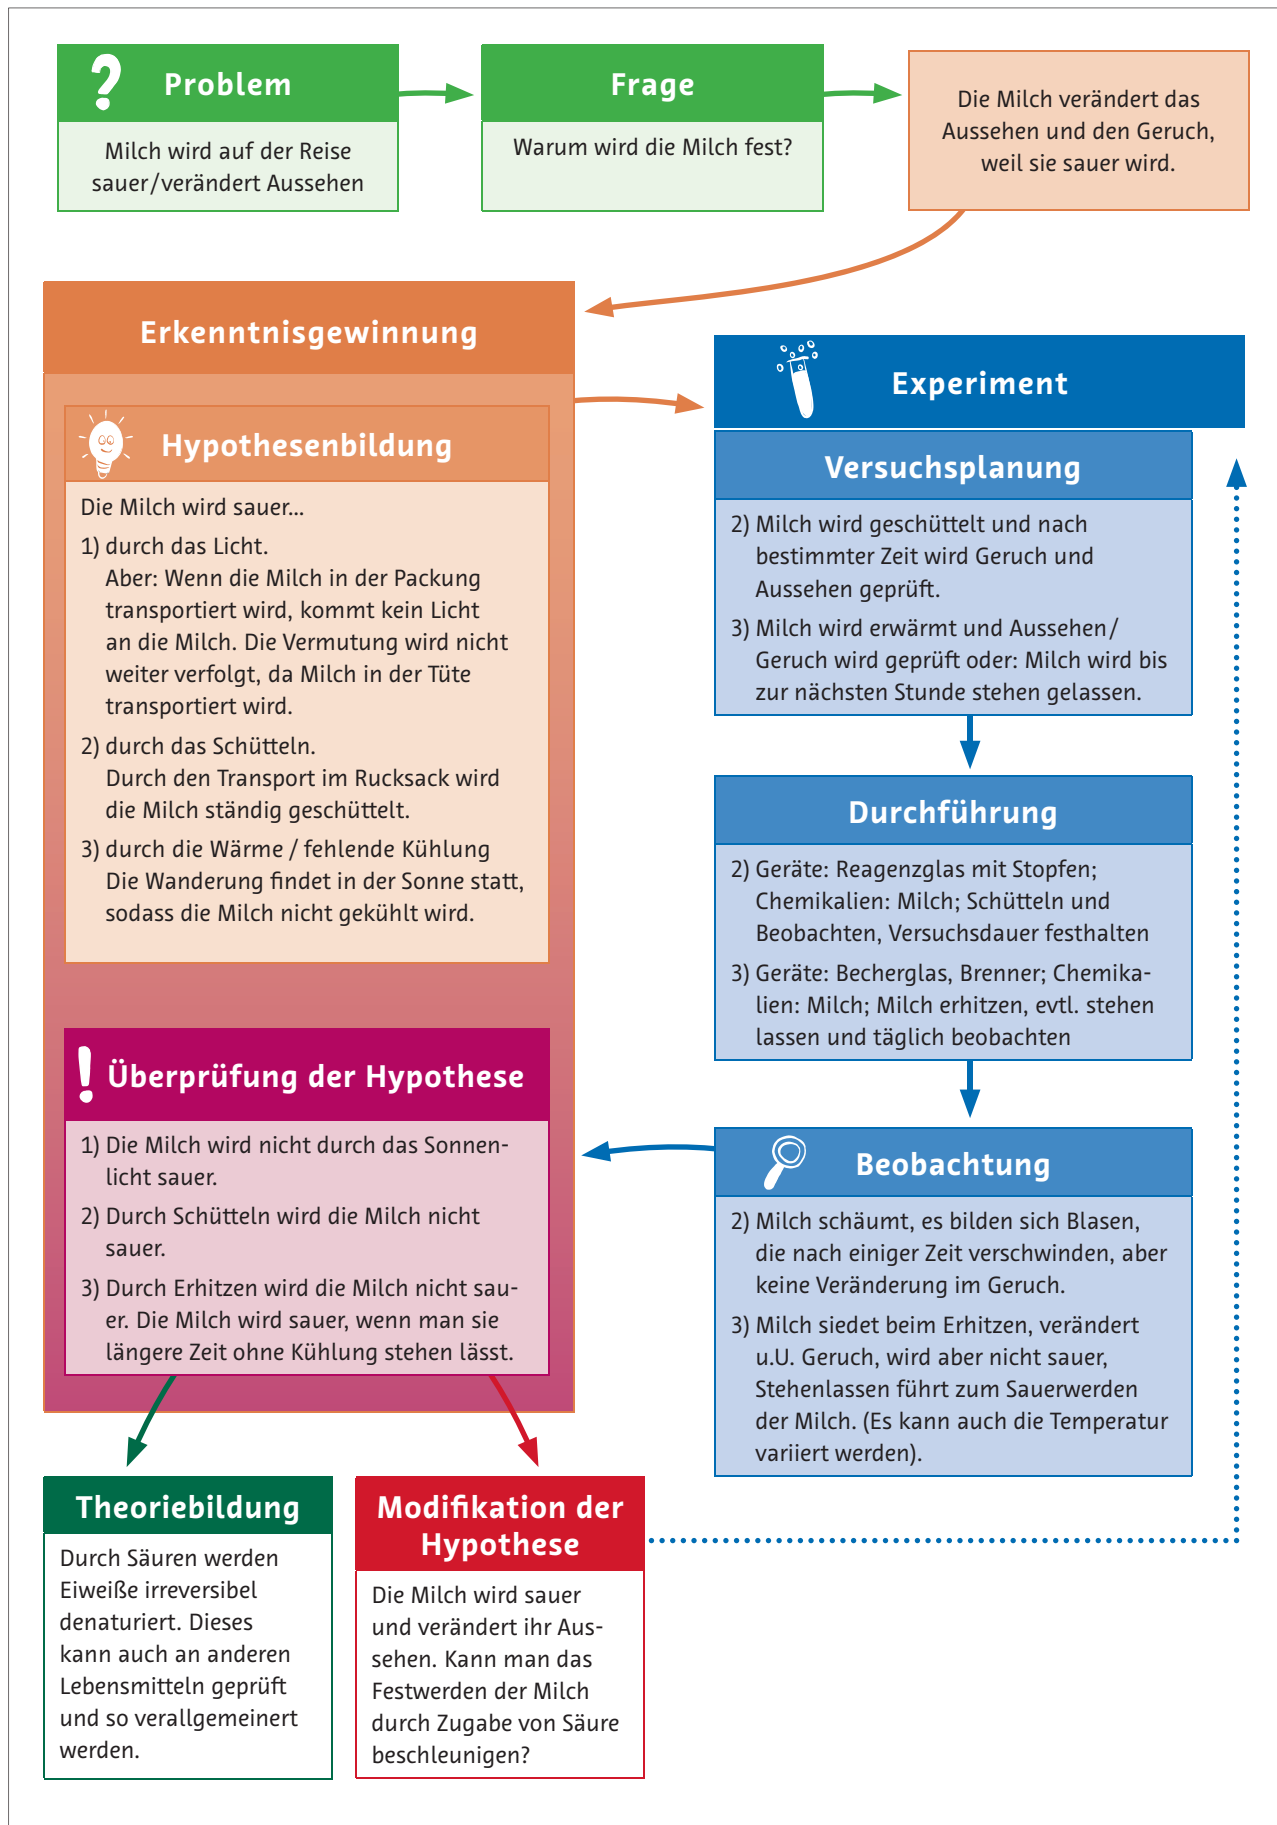 Problem
Milch wird auf der Reise
sauer/verändert Aussehen
Frage
Warum wird die Milch fest?
Die Milch verändert das
Aussehen und den Geruch,
weil sie sauer wird.
Erkenntnisgewinnung
Hypothesenbildung
Die Milch wird sauer...
1) durch das Licht.
Aber: Wenn die Milch in der Packung
transportiert wird, kommt kein Licht
an die Milch. Die Vermutung wird nicht
weiter verfolgt, da Milch in der Tüte
transportiert wird.
2) durch das Schütteln.
Durch den Transport im Rucksack wird
die Milch ständig geschüttelt.
3) durch die Wärme / fehlende Kühlung
Die Wanderung findet in der Sonne statt,
sodass die Milch nicht gekühlt wird.
Experiment
Versuchsplanung
2) Milch wird geschüttelt und nach
bestimmter Zeit wird Geruch und
Aussehen geprüft.
3) Milch wird erwärmt und Aussehen/
Geruch wird geprüft oder: Milch wird bis
zur nächsten Stunde stehen gelassen.
Durchführung
2) Geräte: Reagenzglas mit Stopfen;
Chemikalien: Milch; Schütteln und
Beobachten, Versuchsdauer festhalten
3) Geräte: Becherglas, Brenner; Chemika-
lien: Milch; Milch erhitzen, evtl. stehen
lassen und täglich beobachten
Beobachtung
2) Milch schäumt, es bilden sich Blasen,
die nach einiger Zeit verschwinden, aber
keine Veränderung im Geruch.
3) Milch siedet beim Erhitzen, verändert
u.U. Geruch, wird aber nicht sauer,
Stehenlassen führt zum Sauerwerden
der Milch. (Es kann auch die Temperatur
variiert werden).
Überprüfung der Hypothese
1) Die Milch wird nicht durch das Sonnen-
licht sauer.
2) Durch Schütteln wird die Milch nicht
sauer.
3) Durch Erhitzen wird die Milch nicht sau-
er. Die Milch wird sauer, wenn man sie
längere Zeit ohne Kühlung stehen lässt.
Theoriebildung
Durch Säuren werden
Eiweiße irreversibel
denaturiert. Dieses
kann auch an anderen
Lebensmitteln geprüft
und so verallgemeinert
werden.
Modifikation der
Hypothese
Die Milch wird sauer
und verändert ihr Aus-
sehen. Kann man das
Festwerden der Milch
durch Zugabe von Säure
beschleunigen?